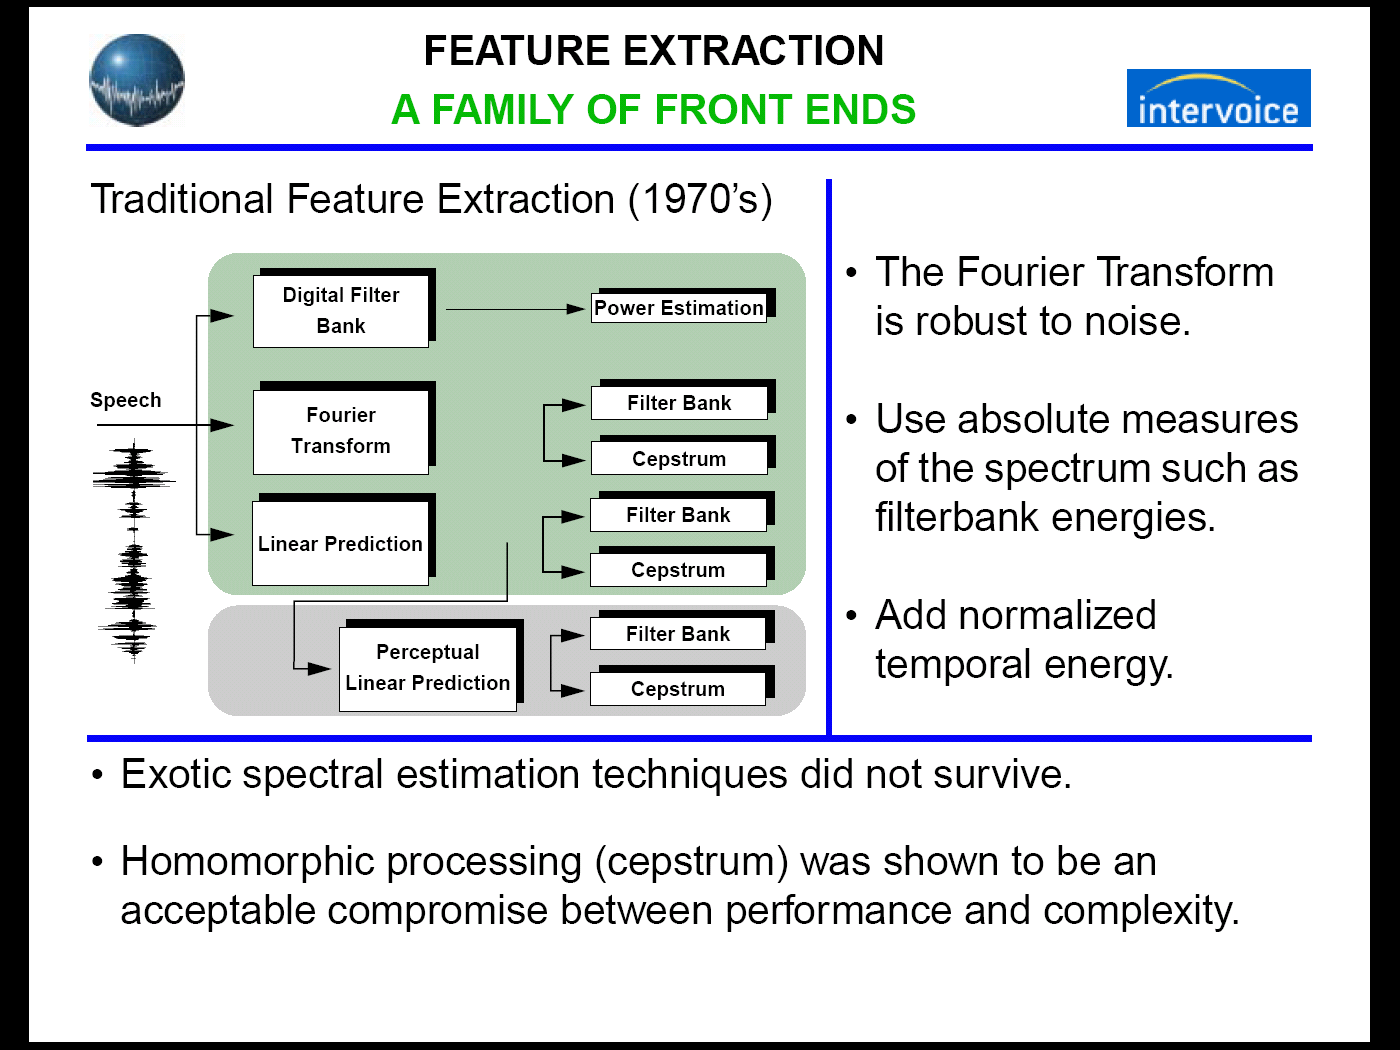 FEATURE EXTRACTION
A FAMILY OF FRONT ENDS
intervoice
Traditional Feature Extraction (1970’s)
Speech
Digital Filter
Bank
Power Estimation
Fourier
Transform
Filter Bank
Cepstrum
Linear Prediction
Filter Bank
Cepstrum
Perceptual
Linear Prediction
Filter Bank
Cepstrum
• The Fourier Transform
is robust to noise.
• Use absolute measures
of the spectrum such as
filterbank energies.
• Add normalized
temporal energy.
• Exotic spectral estimation techniques did not survive.
• Homomorphic processing (cepstrum) was shown to be an
acceptable compromise between performance and complexity.